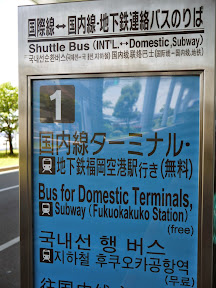 国際線↔国内線・地下鉄連絡バスのりば
Shuttle Bus (INT'L↔Domestic,Subway)
1
国内線ターミナル・
地下鉄福岡空港駅行き(無料)
Bus for Domestic Terminals,
Subway (Fukuokakuko Station)
(free)
국내선 행 버스
지하철 후쿠오카공항역
(무료)